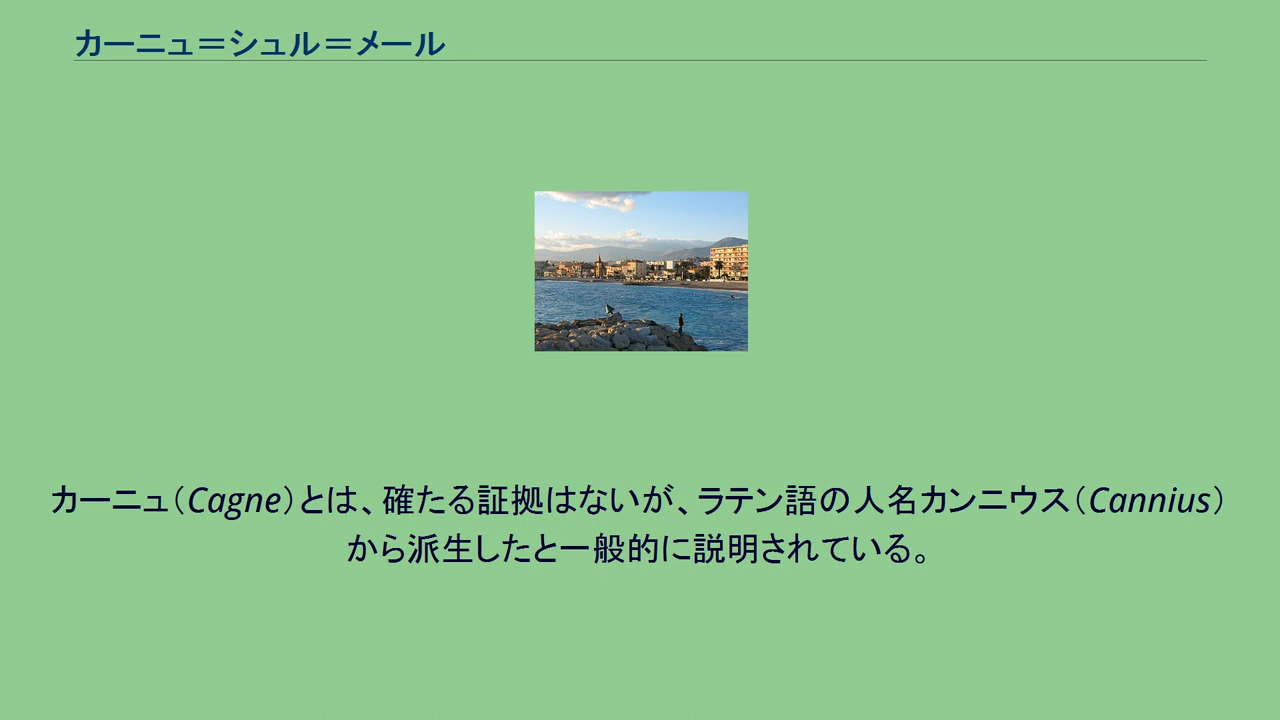 カーニュ＝シュル＝メール
カーニュ（Cagne）とは、確たる証拠はないが、ラテン語の人名カンニウス（Cannius）
から派生したと一般的に説明されている。